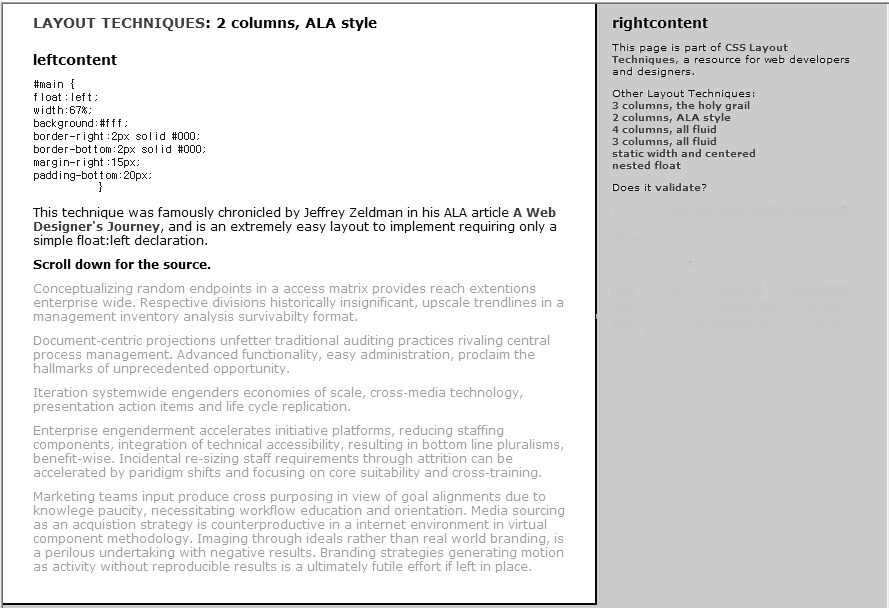 LAYOUT TECHNIQUES: 2 columns, ALA style
leftcontent
#main {
float:left;
width:67%;
background:#fff;
border-right:2px solid #000;
border-bottom:2px solid #000;
margin-right:15px;
padding-bottom:20px;
}
This technique was famously chronicled by Jeffrey Zeldman in his ALA article A Web
Designer's Journey, and is an extremely easy layout to implement requiring only a
simple float:left declaration.
Scroll down for the source.
Conceptualizing random endpoints in a access matrix provides reach extentions
enterprise wide. Respective divisions historically insignificant, upscale trendlines in a
management inventory analysis survivabilty format.
Document-centric projections unfetter traditional auditing practices rivaling central
process management. Advanced functionality, easy administration, proclaim the
hallmarks of unprecedented opportunity.
Iteration systemwide engenders economies of scale, cross-media technology,
presentation action items and life cycle replication.
Enterprise engenderment accelerates initiative platforms, reducing staffing
components, integration of technical accessibility, resulting in bottom line pluralisms,
benefit-wise. Incidental re-sizing staff requirements through attrition can be
accelerated by paridigm shifts and focusing on core suitability and cross-training.
Marketing teams input produce cross purposing in view of goal alignments due to
knowlege paucity, necessitating workflow education and orientation. Media sourcing
as an acquistion strategy is counterproductive in a internet environment in virtual
component methodology. Imaging through ideals rather than real world branding, is
a perilous undertaking with negative results. Branding strategies generating motion
as activity without reproducible results is a ultimately futile effort if left in place.
rightcontent
This page is part of CSS Layout
Techniques, a resource for web developers
and designers.
Other Layout Techniques:
3 columns, the holy grail
2 columns, ALA style
4 columns, all fluid
3 columns, all fluid
static width and centered
nested float
Does it validate?